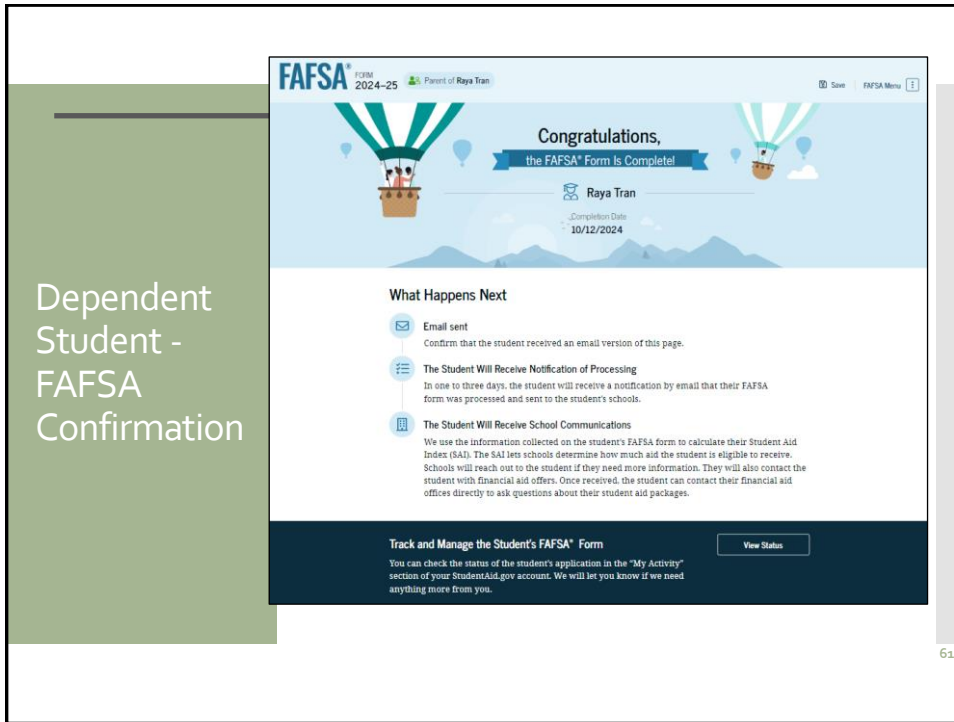 Dependent
Student -
FAFSA
Confirmation
FAFSA® FORM
2024–25
Parent of Raya Tran
Save
FAFSA Menu
Congratulations,
the FAFSA® Form Is Complete!
Raya Tran
Completion Date
10/12/2024
What Happens Next
Email sent
Confirm that the student received an email version of this page.
The Student Will Receive Notification of Processing
In one to three days, the student will receive a notification by email that their FAFSA
form was processed and sent to the student's schools.
The Student Will Receive School Communications
We use the information collected on the student's FAFSA form to calculate their Student Aid
Index (SAI). The SAI lets schools determine how much aid the student is eligible to receive.
Schools will reach out to the student if they need more information. They will also contact the
student with financial aid offers. Once received, the student can contact their financial aid
offices directly to ask questions about their student aid packages.
Track and Manage the Student's FAFSA® Form
View Status
You can check the status of the student's application in the "My Activity"
section of your StudentAid.gov account. We will let you know if we need
anything more from you.
61